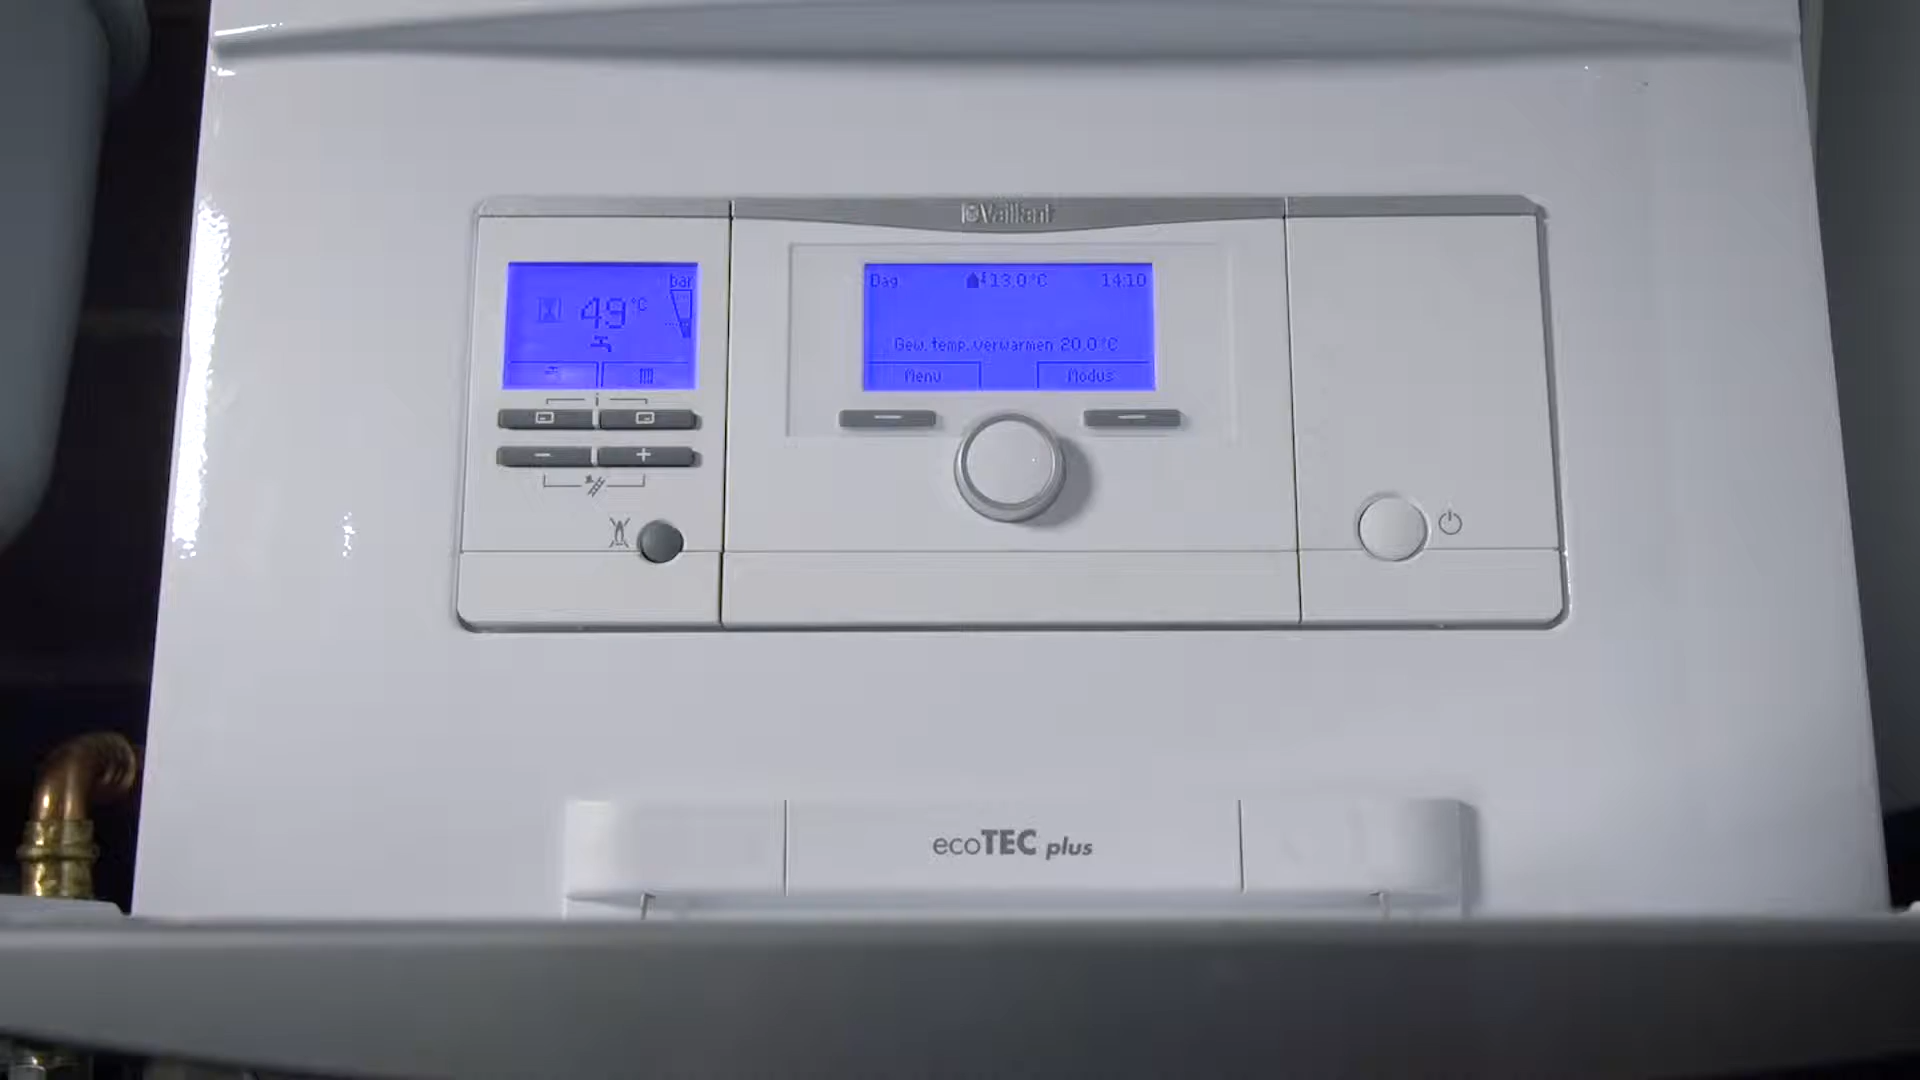 Vaillant
bar
49 °C
Dag 13.0 °C 14:10
Gew. temp. verwarmen 20.0 °C
Menu Modus
i
- +
ecoTEC plus